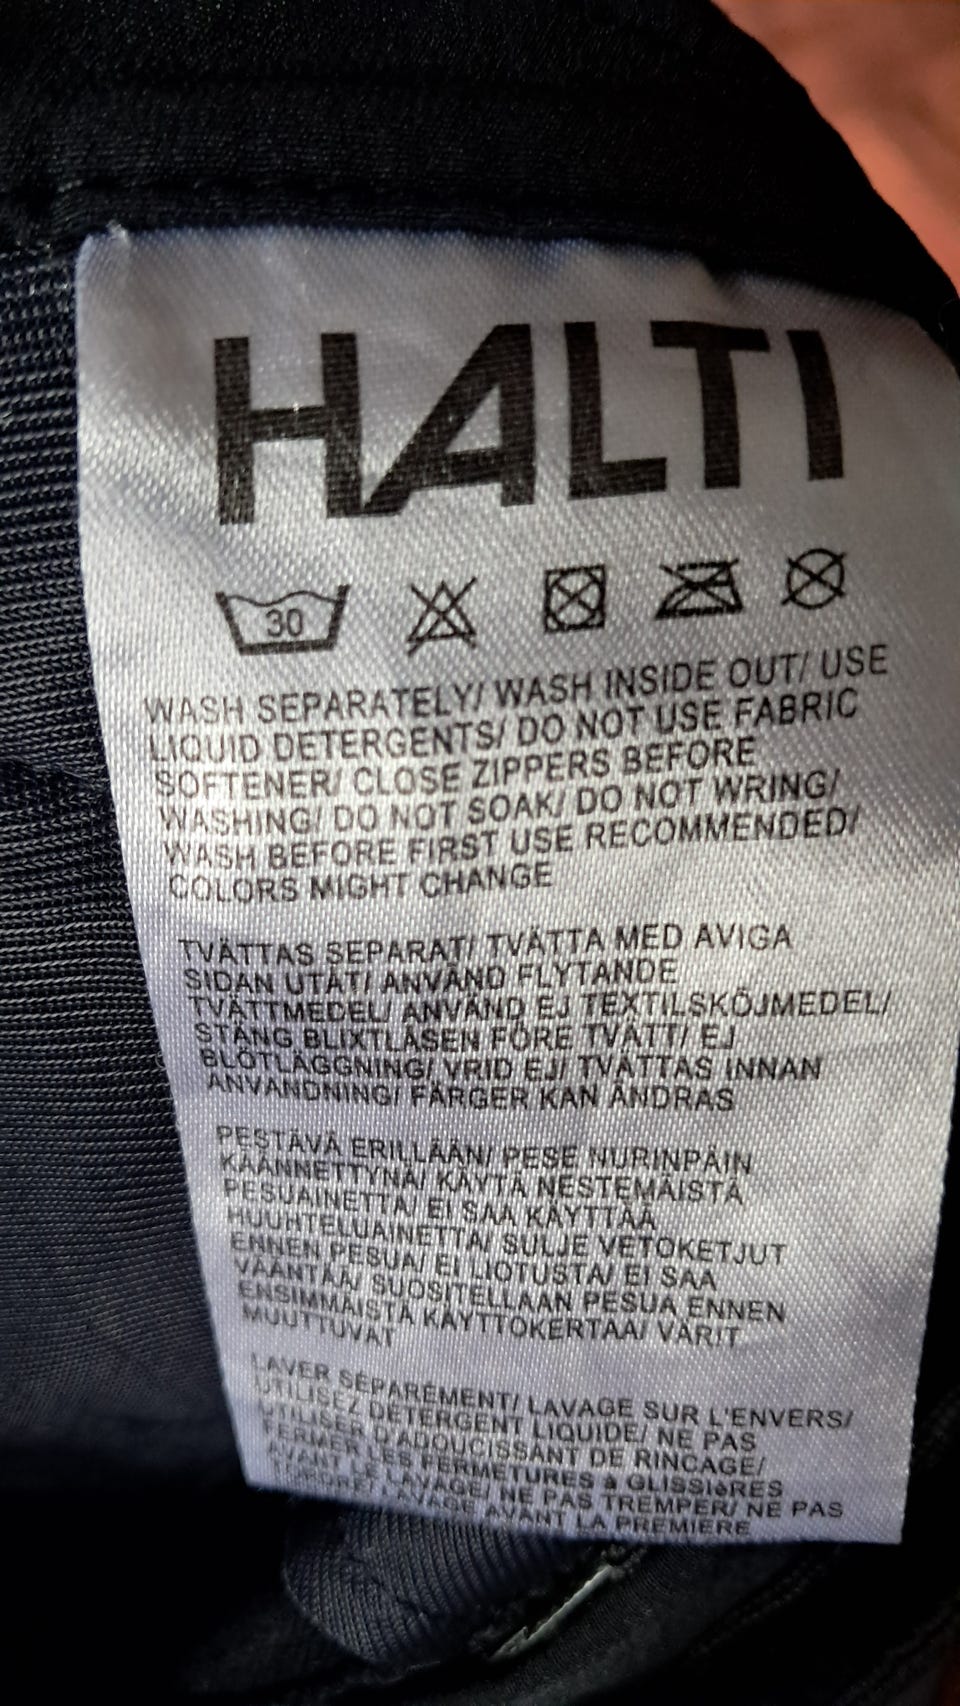 HALTI
30
WASH SEPARATELY/ WASH INSIDE OUT/ USE
LIQUID DETERGENTS/ DO NOT USE FABRIC
SOFTENER/ CLOSE ZIPPERS BEFORE
WASHING/ DO NOT SOAK/ DO NOT WRING/
WASH BEFORE FIRST USE RECOMMENDED/
COLORS MIGHT CHANGE
TVÄTTAS SEPARAT/ TVÄTTA MED AVIGA
SIDAN UTÅT/ ANVÄND FLYTANDE
TVÄTTMEDEL/ ANVÄND EJ TEXTILSKÖJMEDEL/
STÄNG BLIXTLÅSEN FÖRE TVÄTT/ EJ
BLÖTLÄGGNING/ VRID EJ/ TVÄTTAS INNAN
ANVÄNDNING/ FÄRGER KAN ÄNDRAS
PESTÄVÄ ERILLÄÄN/ PESE NURINPÄIN
KÄÄNNETTYNÄ/ KÄYTÄ NESTEMÄISTÄ
PESUAINETTA/ EI SAA KÄYTTÄÄ
HUUHTELUAINETTA/ SULJE VETOKETJUT
ENNEN PESUA/ EI LIOTUSTA/ EI SAA
VÄÄNTÄÄ/ SUOSITELLAAN PESUA ENNEN
ENSIMMÄISTÄ KÄYTTÖKERTAA/ VÄRIT
MUUTTUVAT
LAVER SÉPARÉMENT/ LAVAGE SUR L'ENVERS/
UTILISEZ DÉTERGENT LIQUIDE/ NE PAS
UTILISER D'ADOUCISSANT DE RINCAGE/
FERMER LES FERMETURES à GLISSIèRES
AVANT LE LAVAGE/ NE PAS TREMPER/ NE PAS
TORDRE/ LAVAGE AVANT LA PREMIÈRE